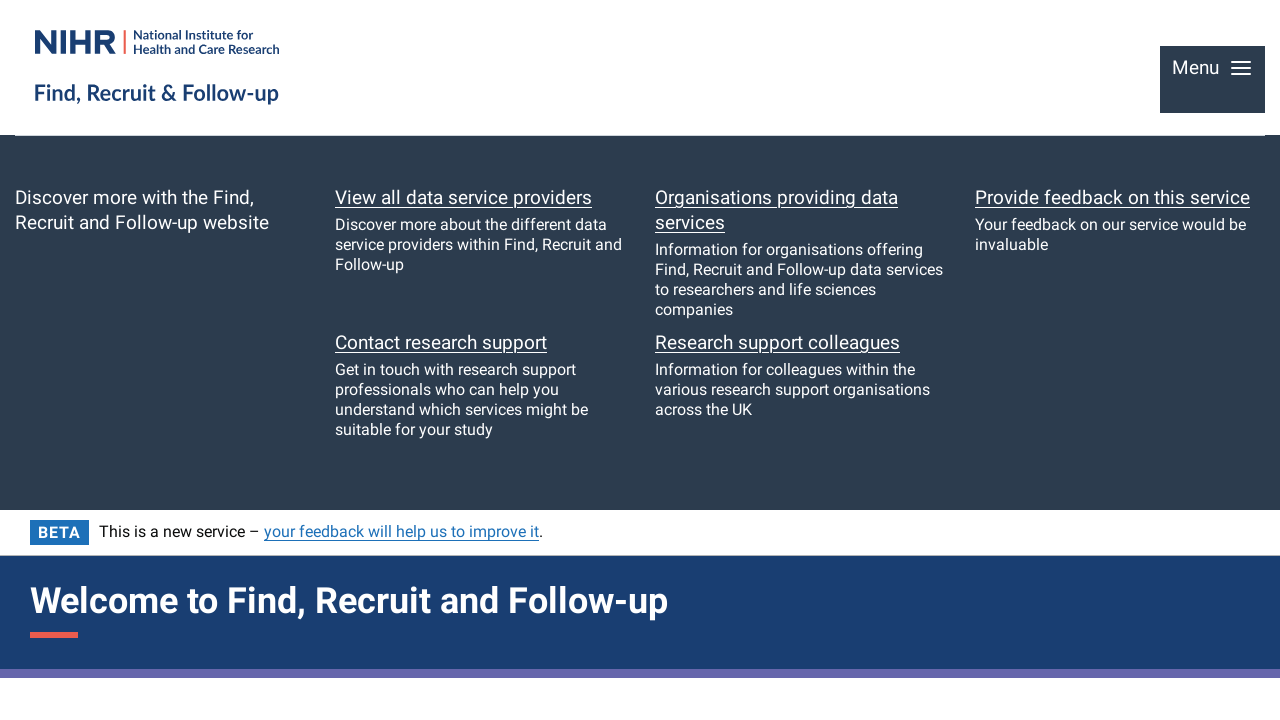 NIHR | National Institute for
Health and Care Research
Find, Recruit & Follow-up
Menu
Discover more with the Find,
Recruit and Follow-up website
View all data service providers
Discover more about the different data
service providers within Find, Recruit and
Follow-up
Organisations providing data
services
Information for organisations offering
Find, Recruit and Follow-up data services
to researchers and life sciences
companies
Provide feedback on this service
Your feedback on our service would be
invaluable
Contact research support
Get in touch with research support
professionals who can help you
understand which services might be
suitable for your study
Research support colleagues
Information for colleagues within the
various research support organisations
across the UK
BETA This is a new service – your feedback will help us to improve it.
Welcome to Find, Recruit and Follow-up